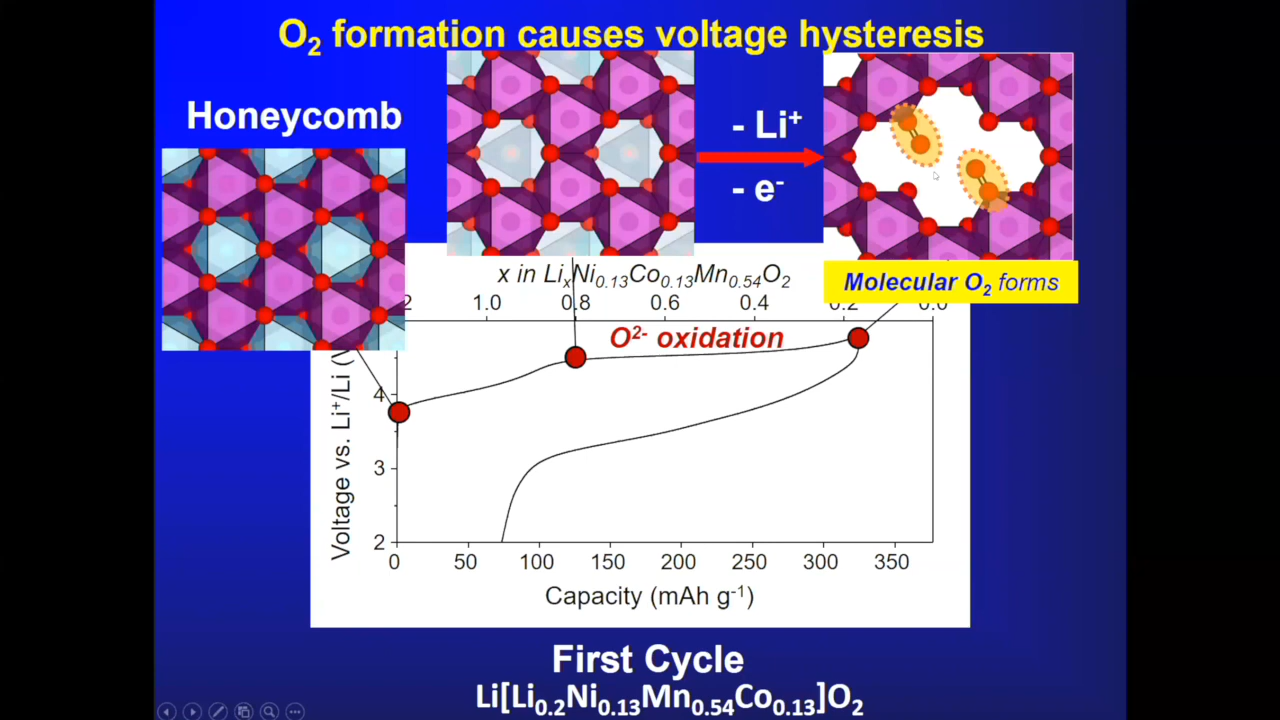 O₂ formation causes voltage hysteresis
Honeycomb
- Li⁺
- e⁻
Molecular O₂ forms
x in LiₓNi₀.₁₃Co₀.₁₃Mn₀.₅₄O₂
2 1.0 0.8 0.6 0.4 0.2 0.0
O²⁻ oxidation
Voltage vs. Li⁺/Li (V
4
3
2
0 50 100 150 200 250 300 350
Capacity (mAh g⁻¹)
First Cycle
Li[Li₀.₂Ni₀.₁₃Mn₀.₅₄Co₀.₁₃]O₂